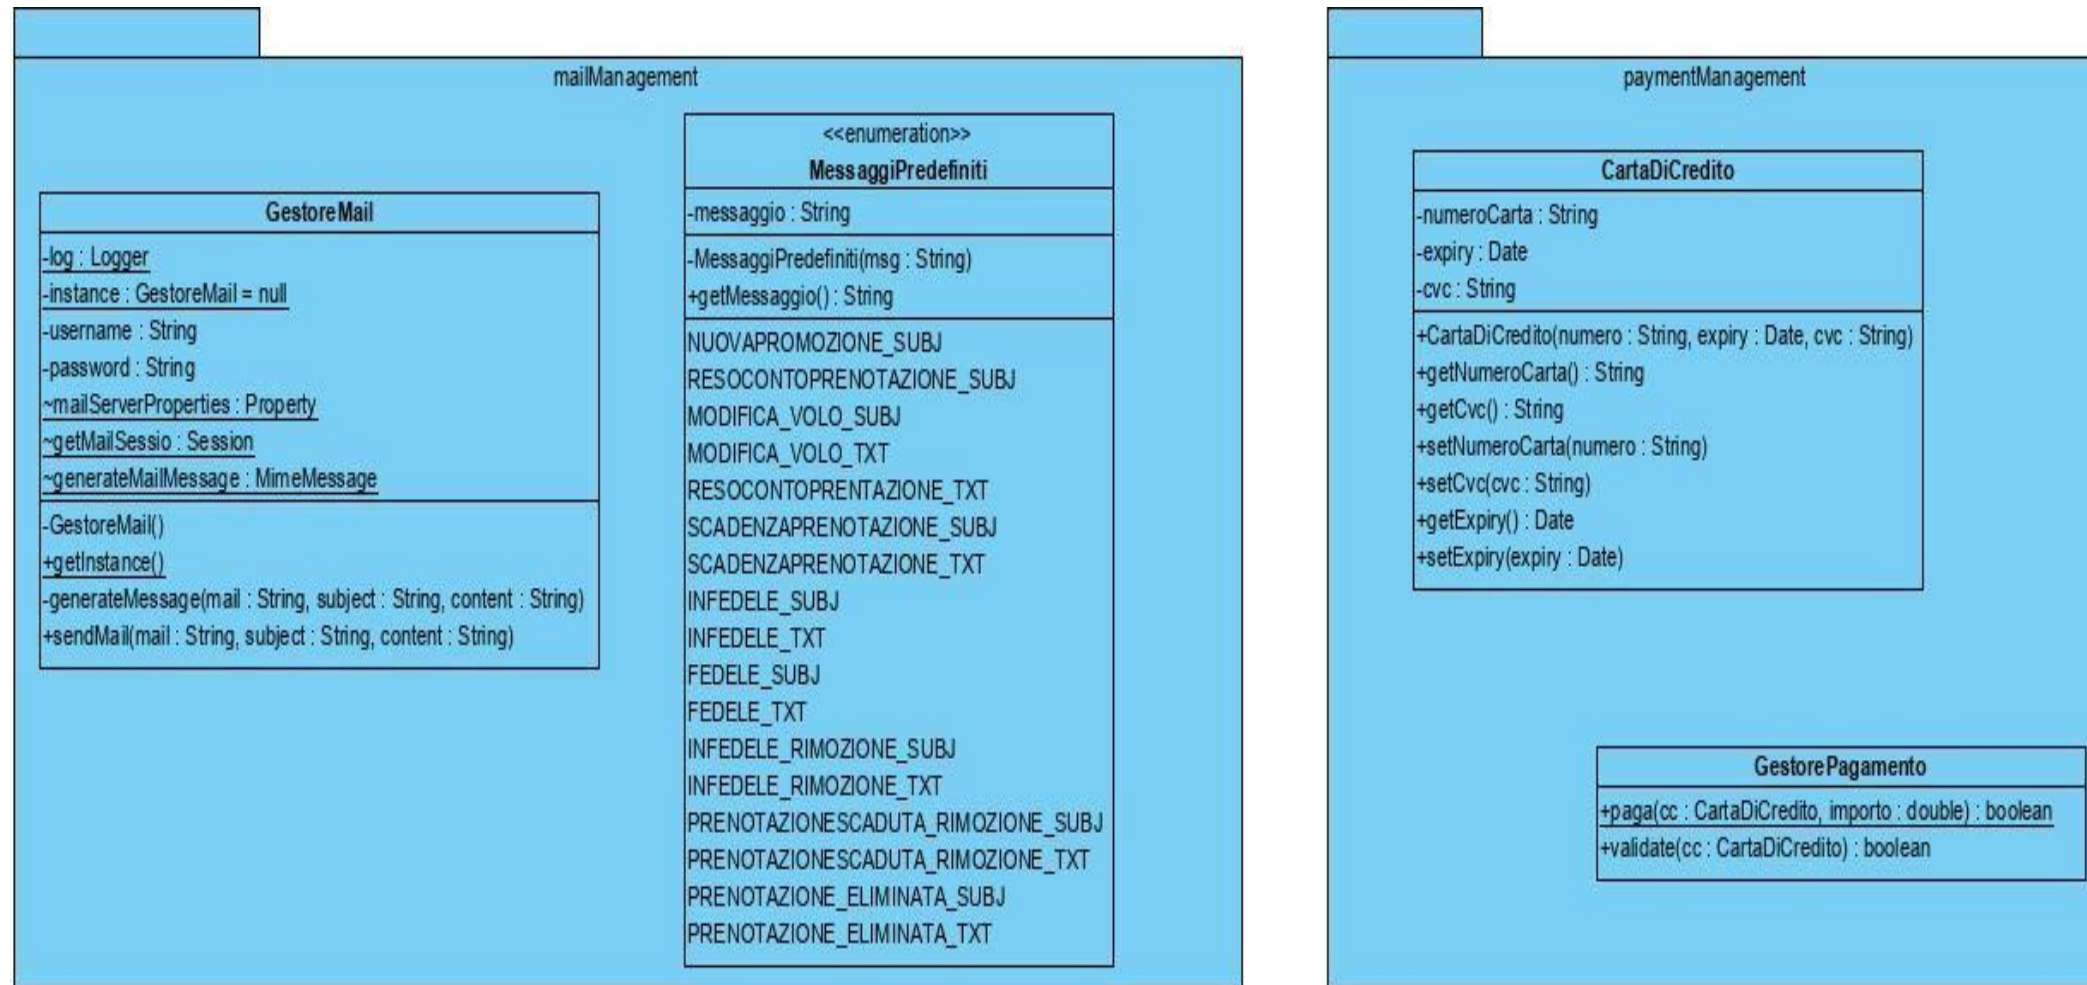 mailManagement
GestoreMail
-log : Logger
-instance : GestoreMail = null
-username : String
-password : String
~mailServerProperties : Property
~getMailSessio : Session
~generateMailMessage : MimeMessage
-GestoreMail()
+getInstance()
-generateMessage(mail : String, subject : String, content : String)
+sendMail(mail : String, subject : String, content : String)
<<enumeration>>
MessaggiPredefiniti
-messaggio : String
-MessaggiPredefiniti(msg : String)
+getMessaggio() : String
NUOVAPROMOZIONE_SUBJ
RESOCONTOPRENOTAZIONE_SUBJ
MODIFICA_VOLO_SUBJ
MODIFICA_VOLO_TXT
RESOCONTOPRENTAZIONE_TXT
SCADENZAPRENOTAZIONE_SUBJ
SCADENZAPRENOTAZIONE_TXT
INFEDELE_SUBJ
INFEDELE_TXT
FEDELE_SUBJ
FEDELE_TXT
INFEDELE_RIMOZIONE_SUBJ
INFEDELE_RIMOZIONE_TXT
PRENOTAZIONESCADUTA_RIMOZIONE_SUBJ
PRENOTAZIONESCADUTA_RIMOZIONE_TXT
PRENOTAZIONE_ELIMINATA_SUBJ
PRENOTAZIONE_ELIMINATA_TXT
paymentManagement
CartaDiCredito
-numeroCarta : String
-expiry : Date
-cvc : String
+CartaDiCredito(numero : String, expiry : Date, cvc : String)
+getNumeroCarta() : String
+getCvc() : String
+setNumeroCarta(numero : String)
+setCvc(cvc : String)
+getExpiry() : Date
+setExpiry(expiry : Date)
GestorePagamento
+paga(cc : CartaDiCredito, importo : double) : boolean
+validate(cc : CartaDiCredito) : boolean